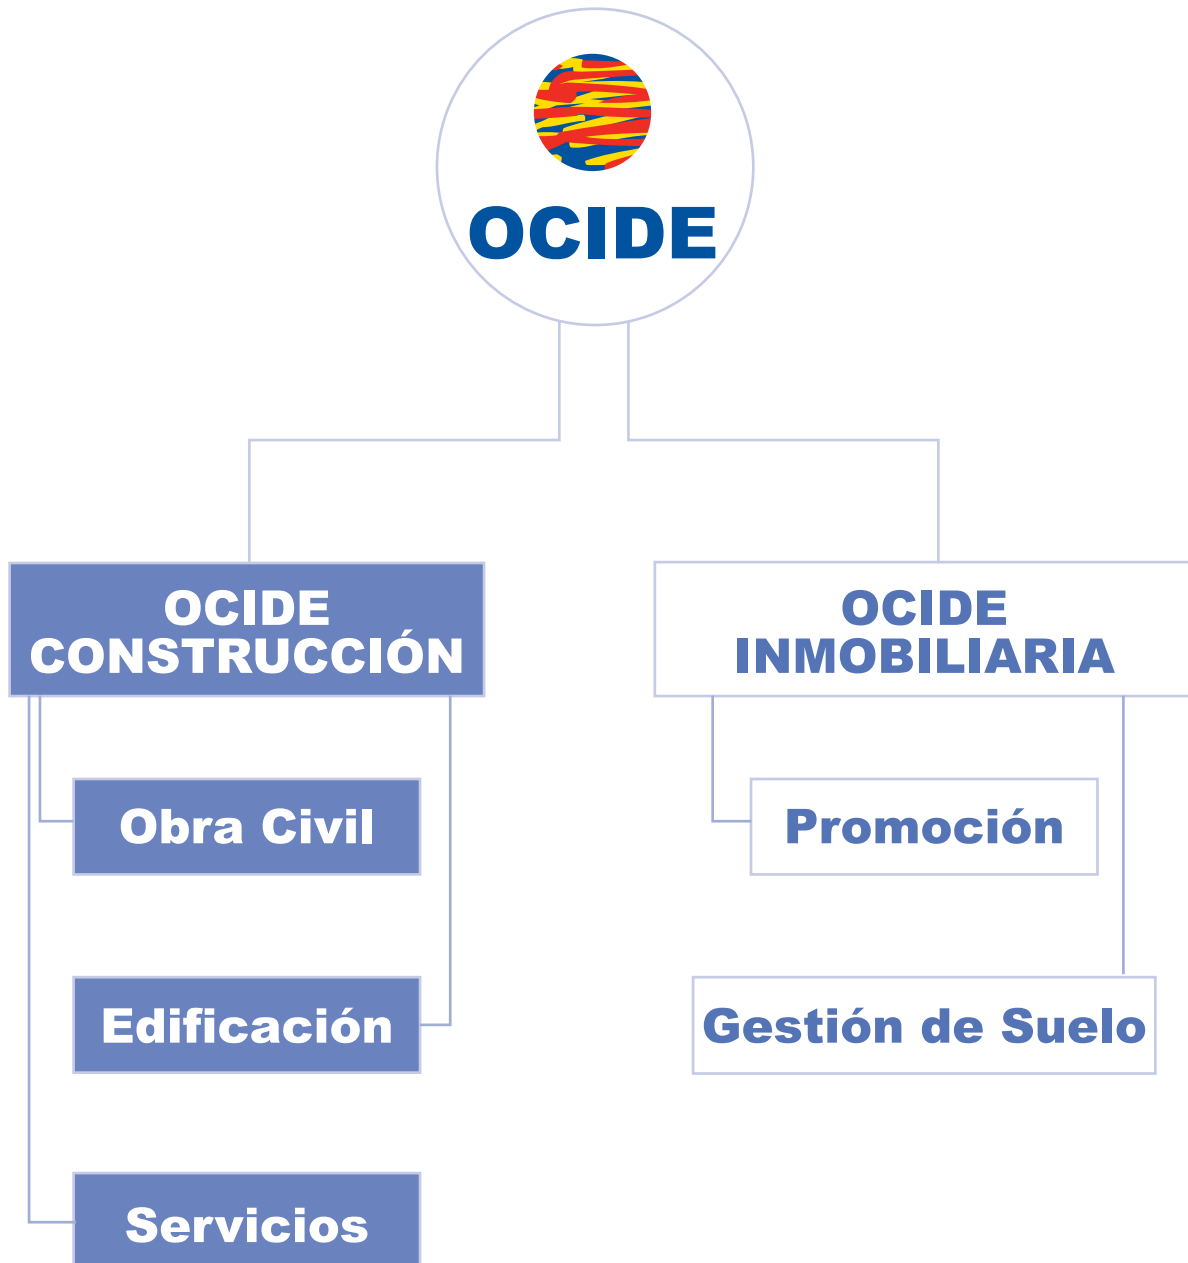 OCIDE
OCIDE
CONSTRUCCIÓN
OCIDE
INMOBILIARIA
Obra Civil
Promoción
Edificación
Gestión de Suelo
Servicios